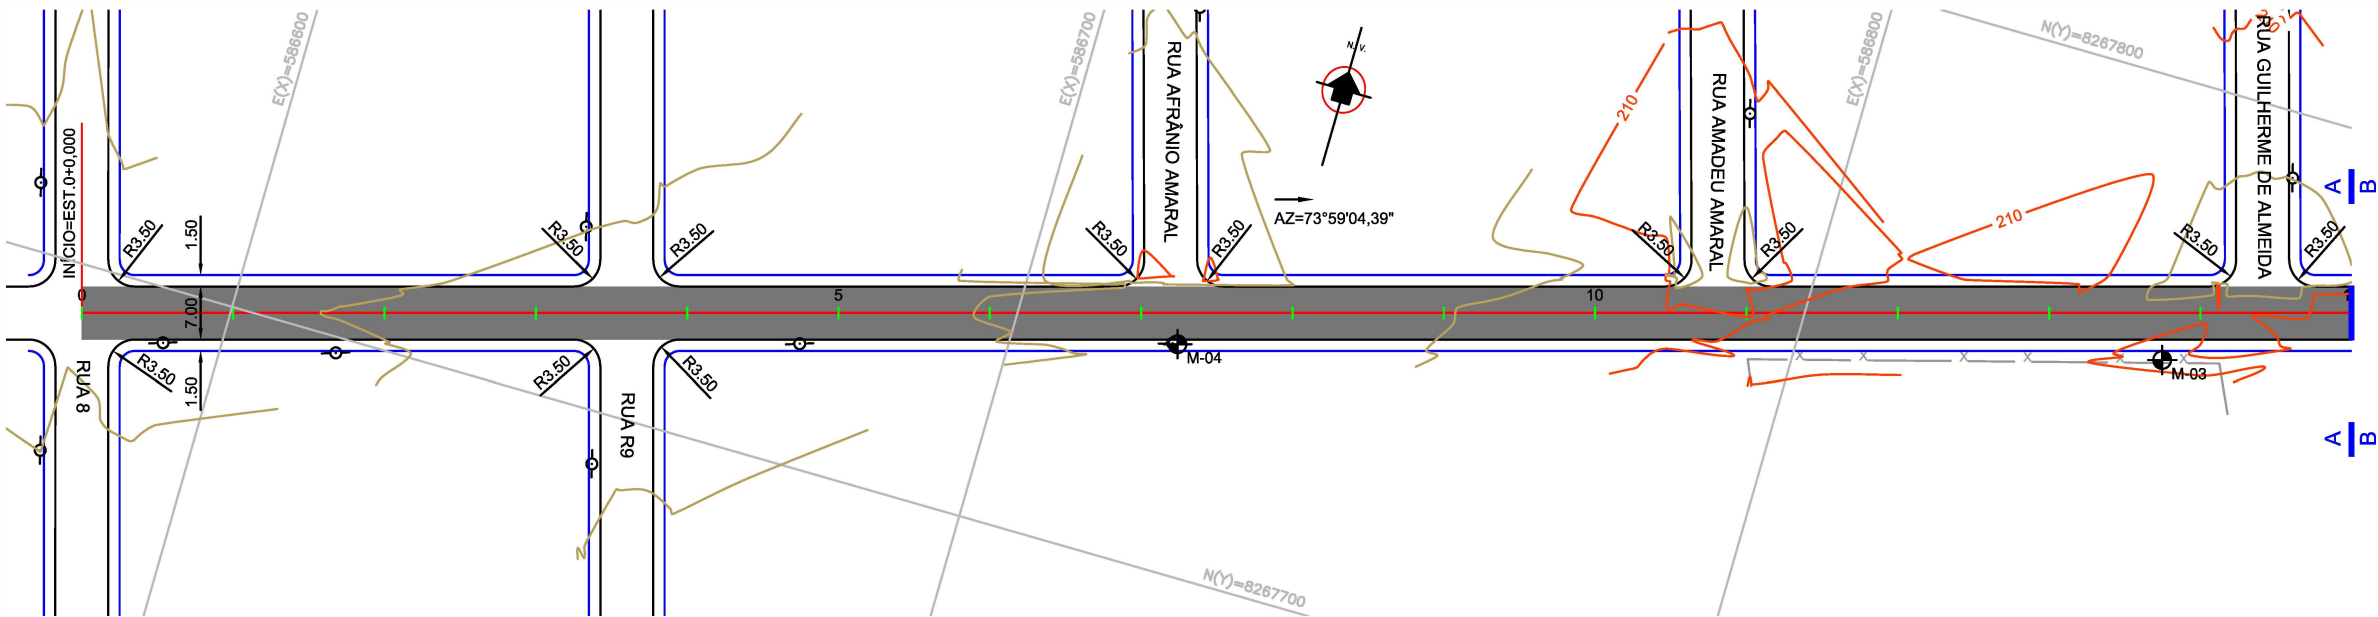 E(X)=586600
E(X)=586700
E(X)=586800
N(Y)=8267800
N. V.
210
INÍCIO=EST.0+0,000
RUA AFRÂNIO AMARAL
RUA AMADEU AMARAL
RUA GUILHERME DE ALMEIDA
A
B
AZ=73°59'04,39"
210
R3.50
1.50
R3.50
R3.50
R3.50
R3.50
R3.50
R3.50
R3.50
R3.50
0
5
10
7.00
M-04
M-03
RUA 8
R3.50
1.50
R3.50
R3.50
RUA R9
A
B
N(Y)=8267700